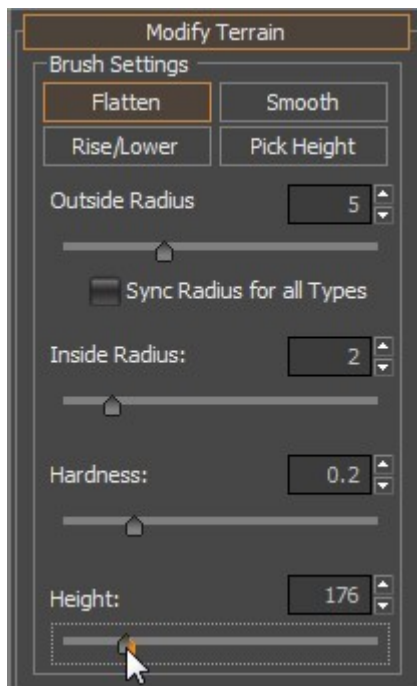 Modify Terrain
Brush Settings
Flatten Smooth
Rise/Lower Pick Height
Outside Radius 5
Sync Radius for all Types
Inside Radius: 2
Hardness: 0.2
Height: 176